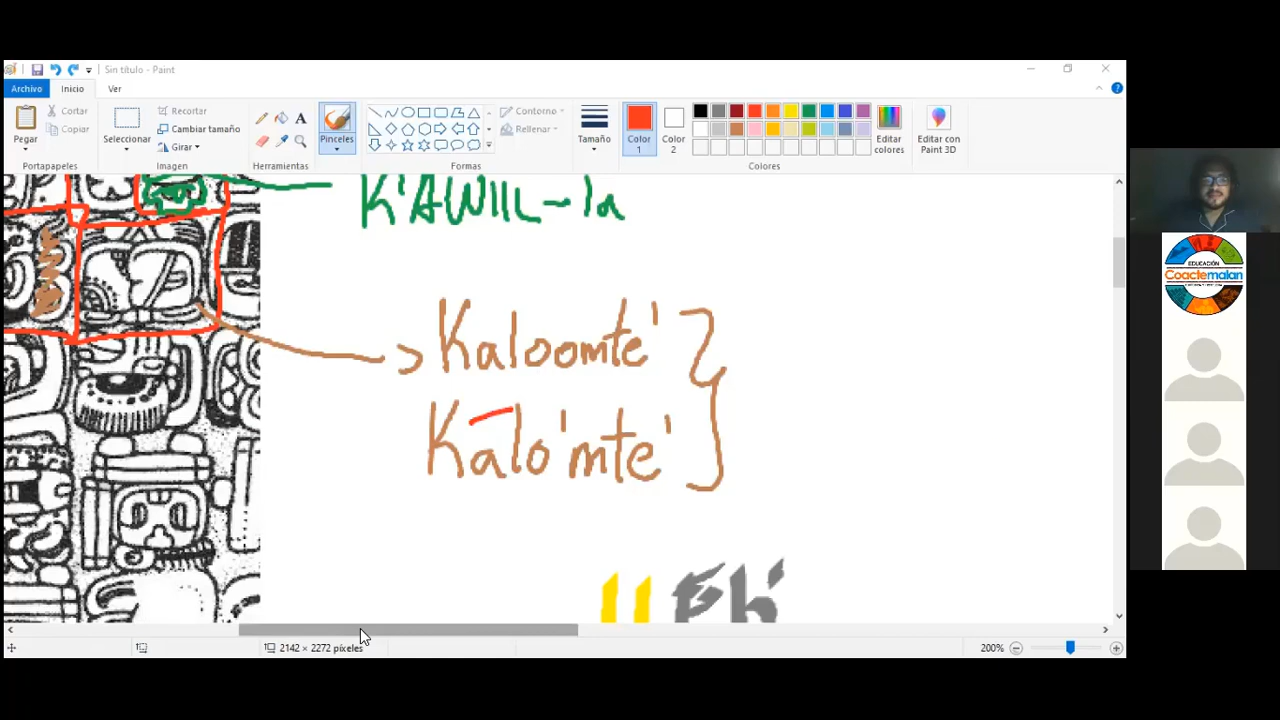 Sin título - Paint
Archivo Inicio Ver
Pegar
Cortar
Copiar
Portapapeles
Seleccionar
Recortar
Cambiar tamaño
Girar
Imagen
A
Herramientas
Pinceles
Contorno
Rellenar
Formas
Tamaño
Color 1
Color 2
Editar colores
Editar con Paint 3D
Colores
K'AWIIL-la
Kaloomte'
Kalo'mte'
11 Eb'
2142 × 2272 píxeles
200%
EDUCACIÓN
Coactemalan